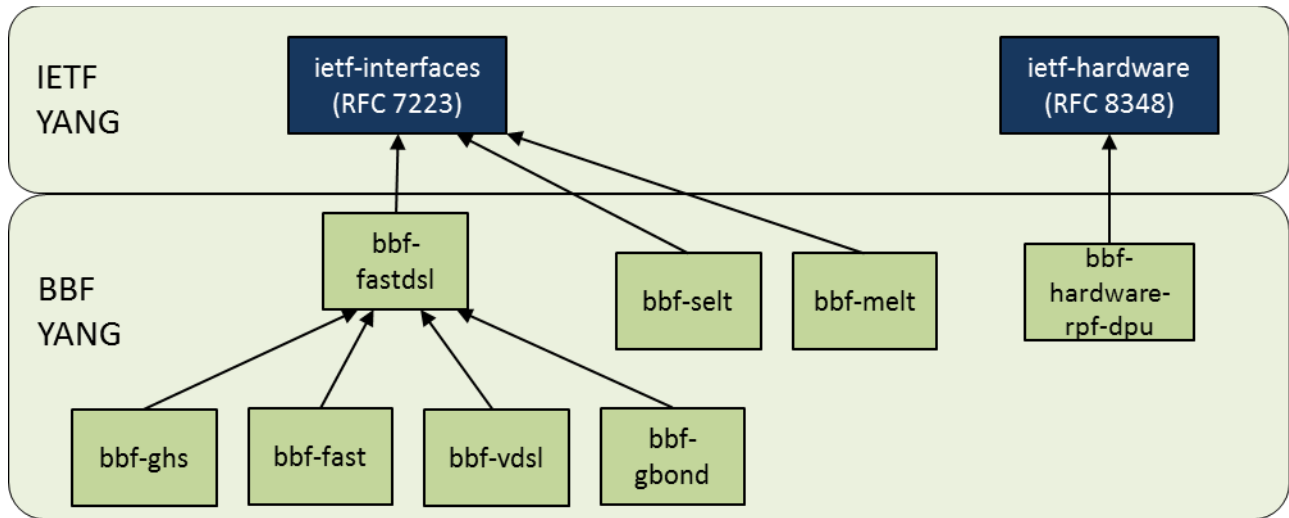 IETF
YANG
ietf-interfaces
(RFC 7223)
ietf-hardware
(RFC 8348)
BBF
YANG
bbf-
fastdsl
bbf-selt
bbf-melt
bbf-
hardware-
rpf-dpu
bbf-ghs
bbf-fast
bbf-vdsl
bbf-
gbond